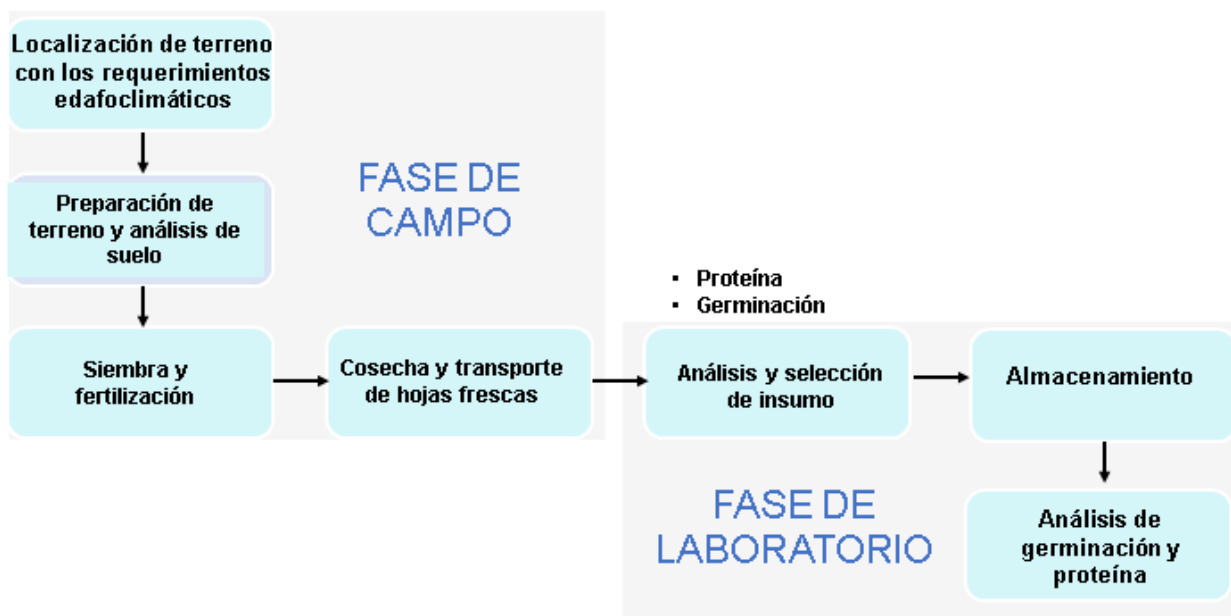 Localización de terreno
con los requerimientos
edafoclimáticos
FASE DE
CAMPO
Preparación de
terreno y análisis de
suelo
▪ Proteína
▪ Germinación
Siembra y
fertilización
Cosecha y transporte
de hojas frescas
Análisis y selección
de insumo
Almacenamiento
FASE DE
LABORATORIO
Análisis de
germinación y
proteína